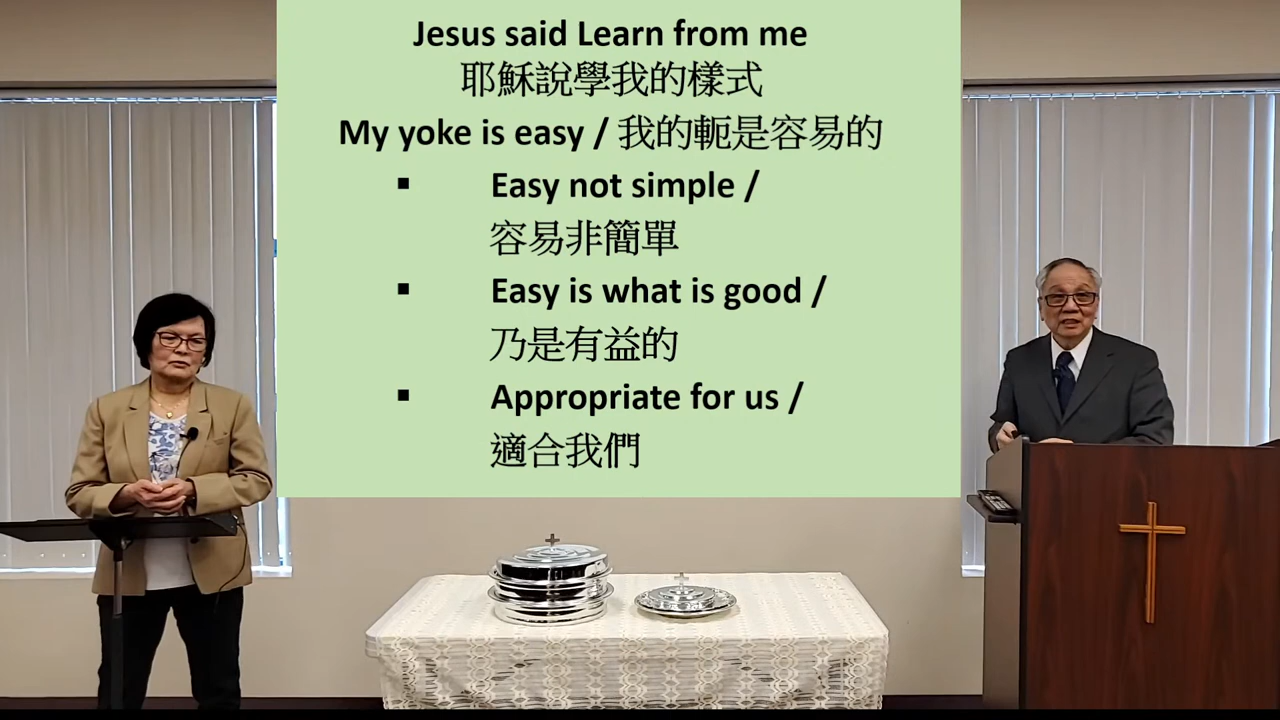 Jesus said Learn from me
耶穌說學我的樣式
My yoke is easy / 我的軛是容易的
▪ Easy not simple /
容易非簡單
▪ Easy is what is good /
乃是有益的
▪ Appropriate for us /
適合我們